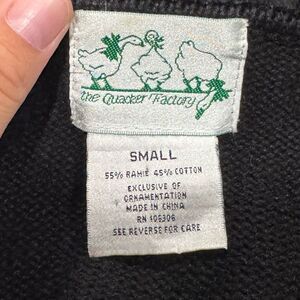 the Quacker Factory
SMALL
55% RAMIE 45% COTTON
EXCLUSIVE OF
ORNAMENTATION
MADE IN CHINA
RN 105306
SEE REVERSE FOR CARE